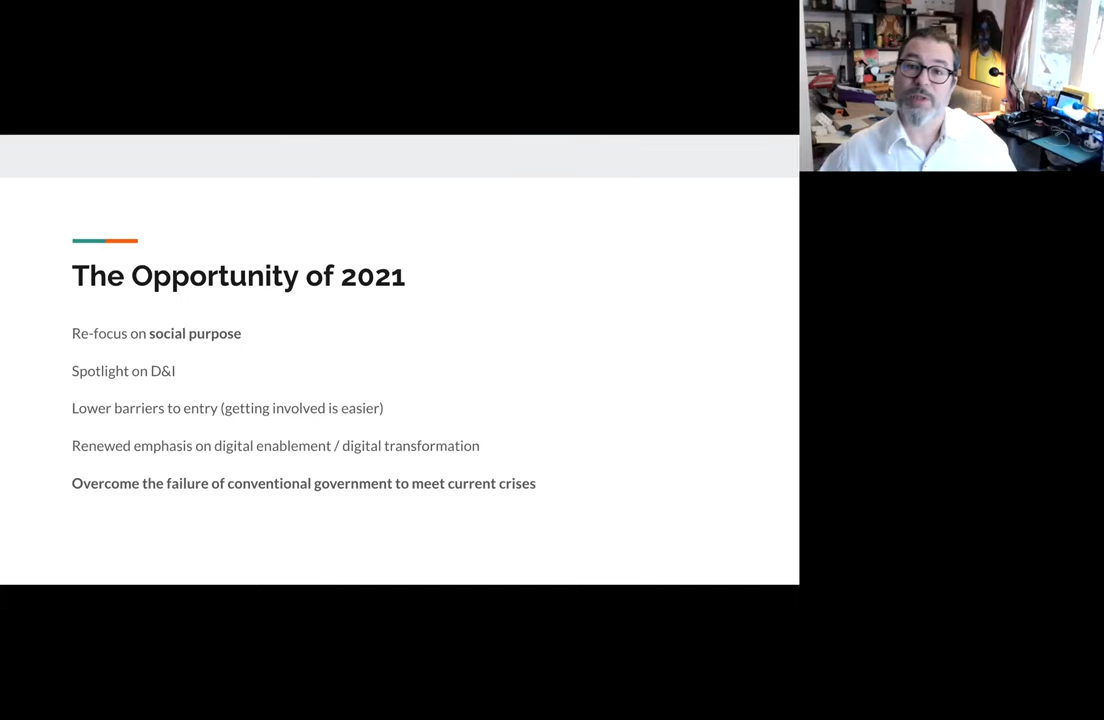 The Opportunity of 2021
Re-focus on social purpose
Spotlight on D&I
Lower barriers to entry (getting involved is easier)
Renewed emphasis on digital enablement / digital transformation
Overcome the failure of conventional government to meet current crises